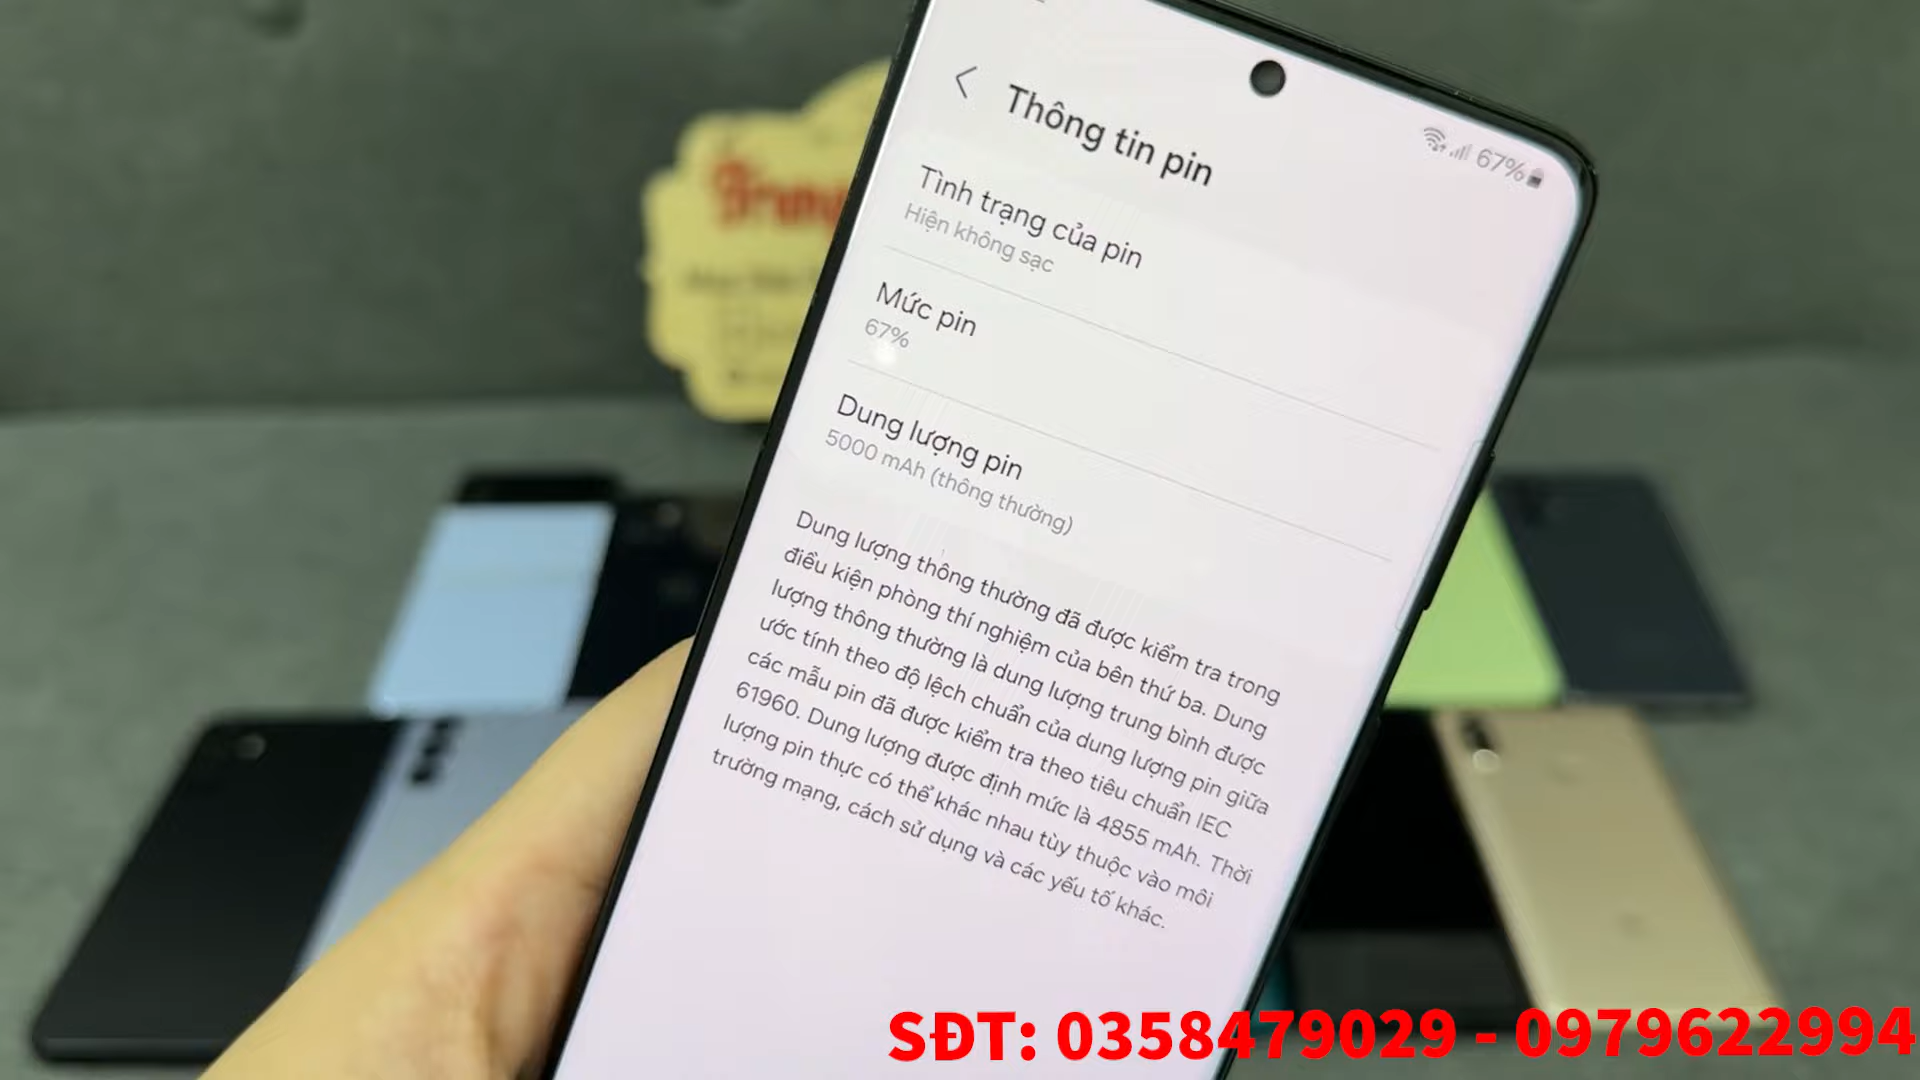 Thông tin pin
67%
Tình trạng của pin
Hiện không sạc
Mức pin
67%
Dung lượng pin
5000 mAh (thông thường)
Dung lượng thông thường đã được kiểm tra trong
điều kiện phòng thí nghiệm của bên thứ ba. Dung
lượng thông thường là dung lượng trung bình được
ước tính theo độ lệch chuẩn của dung lượng pin giữa
các mẫu pin đã được kiểm tra theo tiêu chuẩn IEC
61960. Dung lượng được định mức là 4855 mAh. Thời
lượng pin thực có thể khác nhau tùy thuộc vào môi
trường mạng, cách sử dụng và các yếu tố khác.
SĐT: 0358479029 - 0979622994